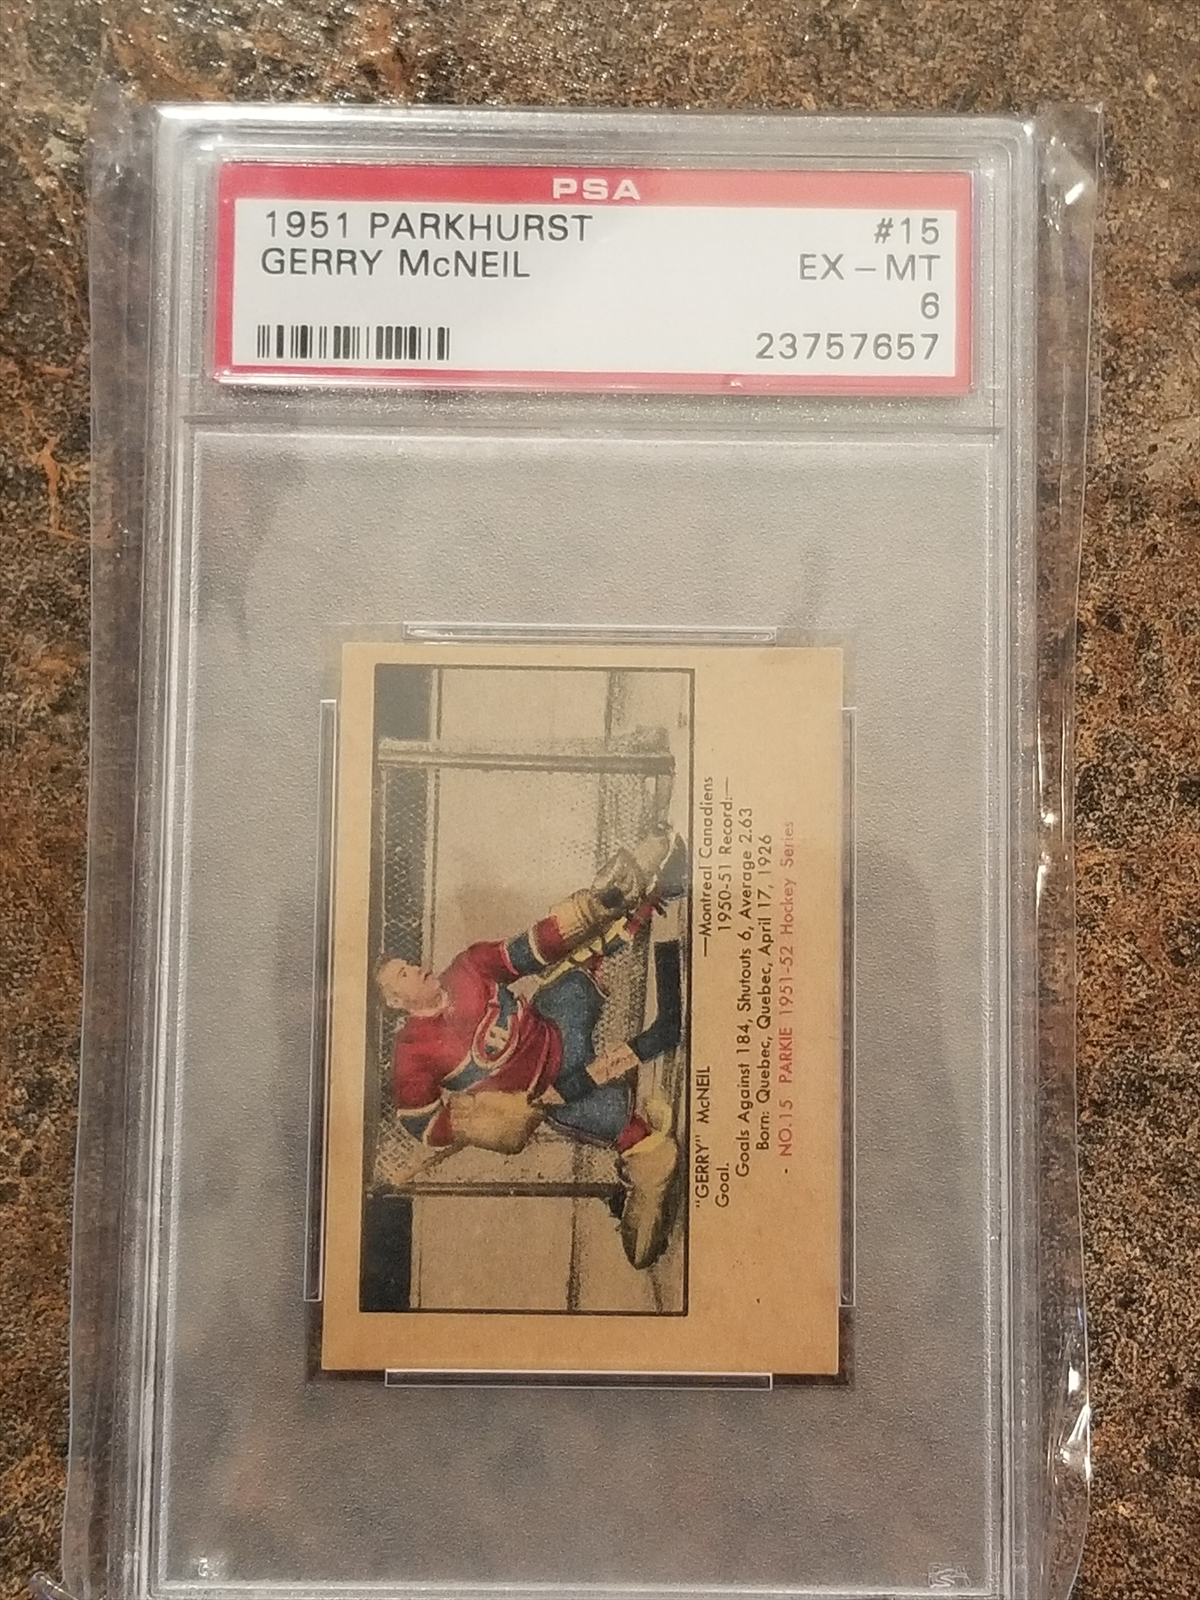 PSA
1951 PARKHURST #15
GERRY McNEIL EX - MT
6
23757657
"GERRY" McNEIL —Montreal Canadiens
Goal. 1950-51 Record:—
Goals Against 184, Shutouts 6, Average 2.63
Born: Quebec, Quebec, April 17, 1926
- NO.15 PARKIE 1951-52 Hockey Series